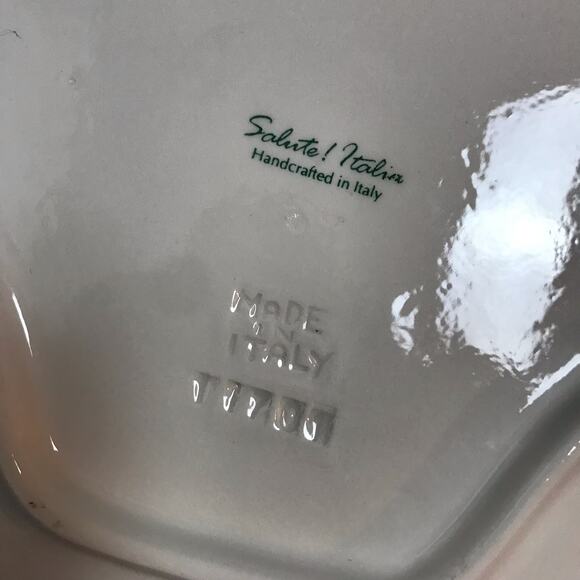 Salute! Italia
Handcrafted in Italy
MADE
IN
ITALY